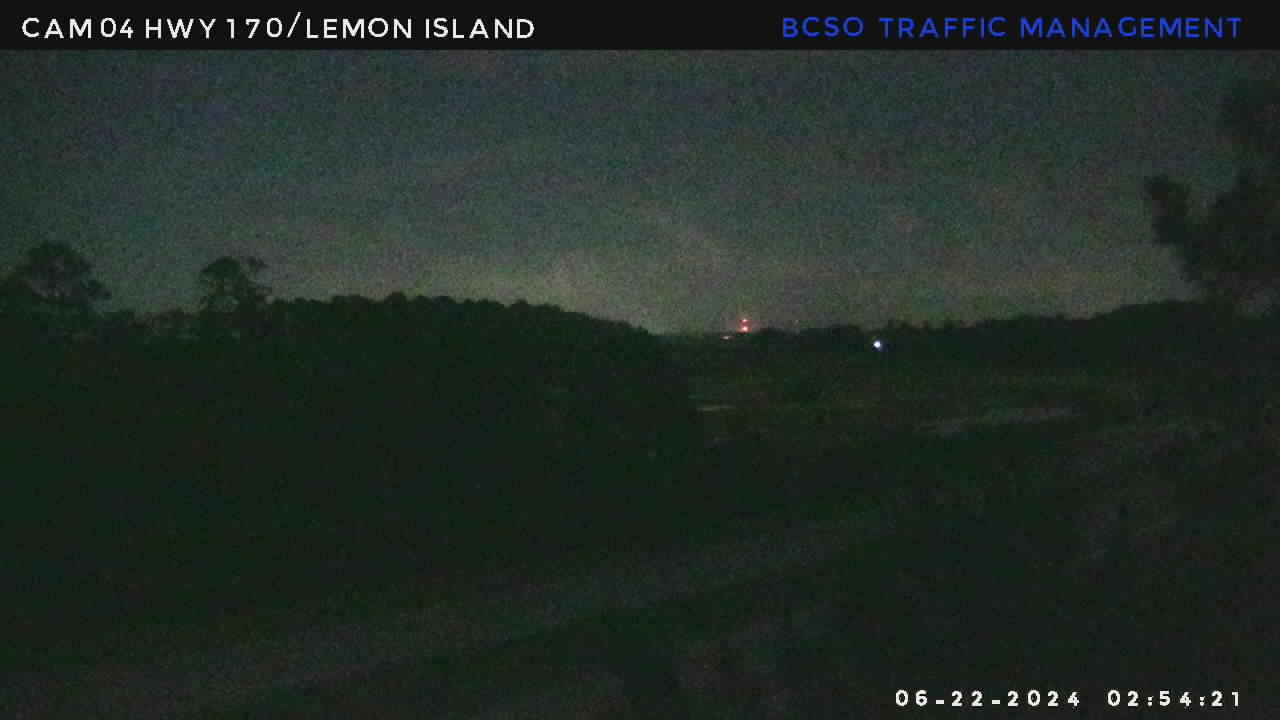 CAM04 HWY 170/LEMON ISLAND
BCSO TRAFFIC MANAGEMENT
06-22-2024 02:54:21